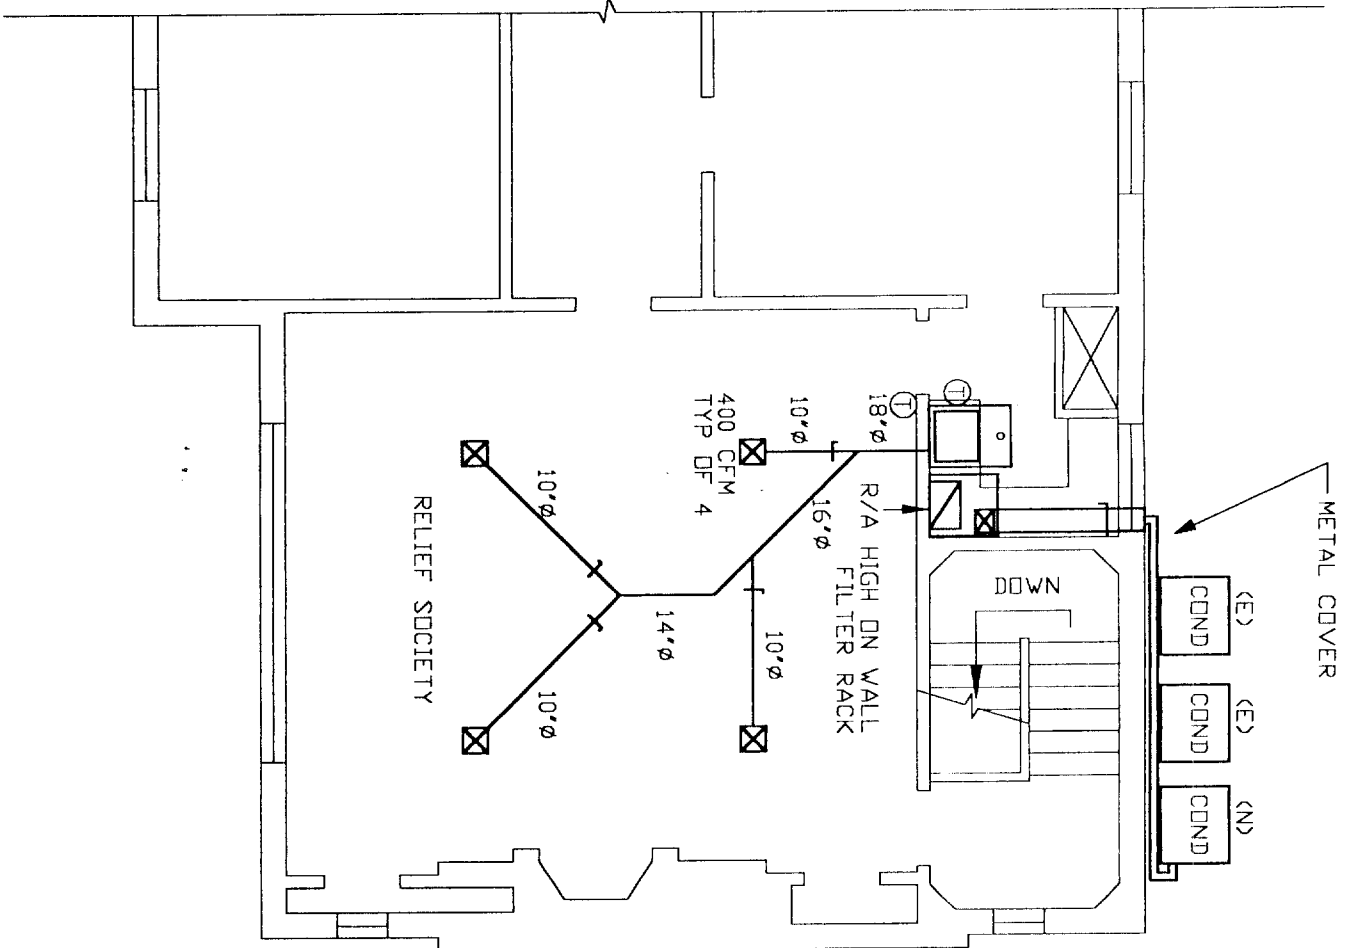 METAL COVER
(E)
COND
(E)
COND
(N)
COND
DOWN
T
T
18"ø
R/A HIGH ON WALL
FILTER RACK
10"ø
16"ø
10"ø
400 CFM
TYP OF 4
14"ø
10"ø
10"ø
RELIEF SOCIETY